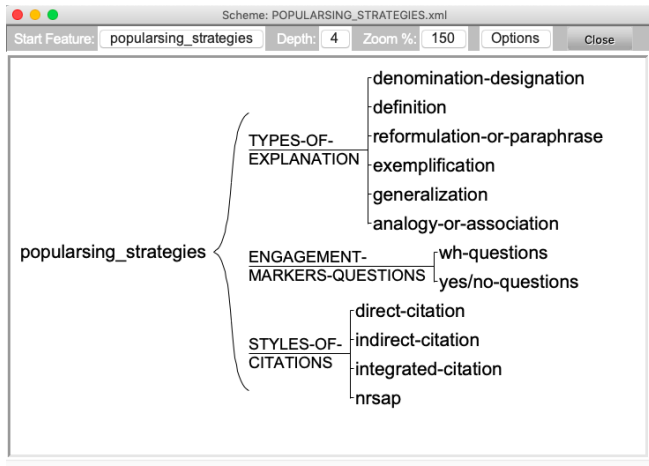 Scheme: POPULARSING_STRATEGIES.xml
Start Feature: popularsing_strategies Depth: 4 Zoom %: 150 Options Close
denomination-designation
definition
TYPES-OF-
EXPLANATION
reformulation-or-paraphrase
exemplification
generalization
analogy-or-association
popularsing_strategies
ENGAGEMENT-
MARKERS-QUESTIONS
wh-questions
yes/no-questions
direct-citation
STYLES-OF-
CITATIONS
indirect-citation
integrated-citation
nrsap